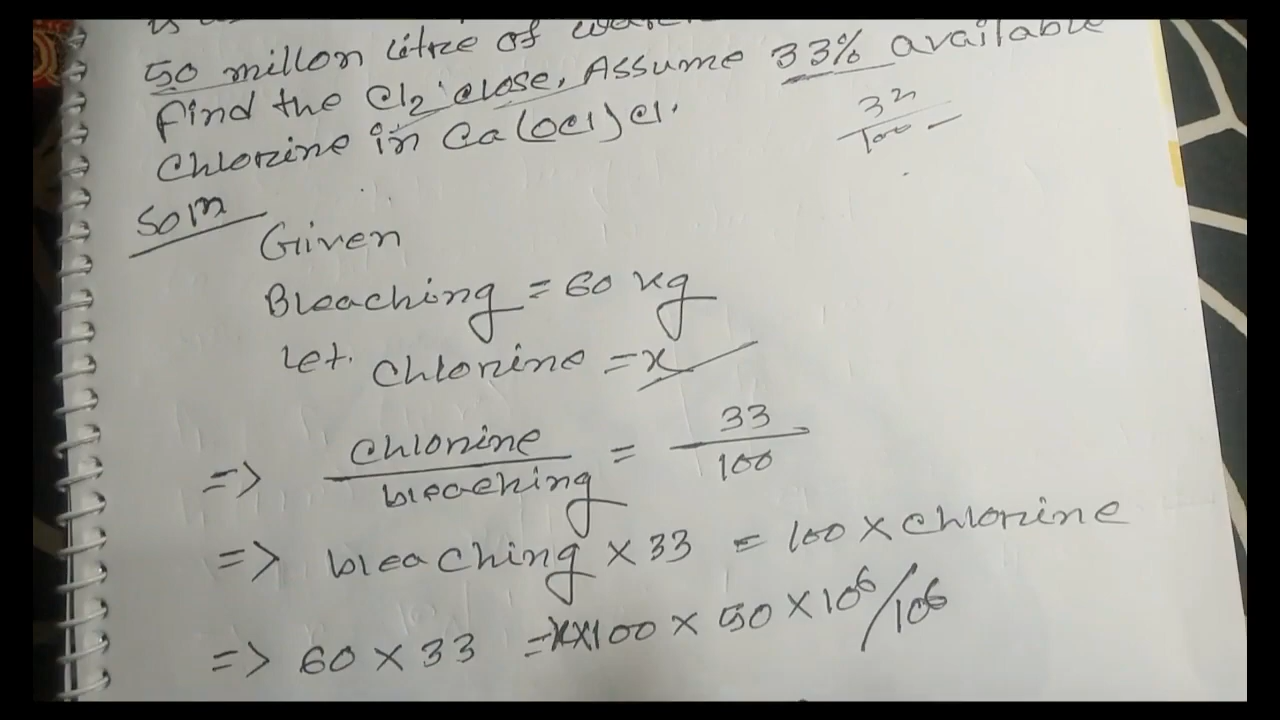 50 millon litre of
find the Cl2 dose, Assume 33% available
Chlorine in Ca(OCl)Cl.
33
100
Soln
Given
Bleaching = 60 kg
Let. Chlorine = x
=> Chlorine / bleaching = 33 / 100
=> bleaching × 33 = 100 × Chlorine
=> 60 × 33 = x × 100 × 50 × 10^6 / 10^6